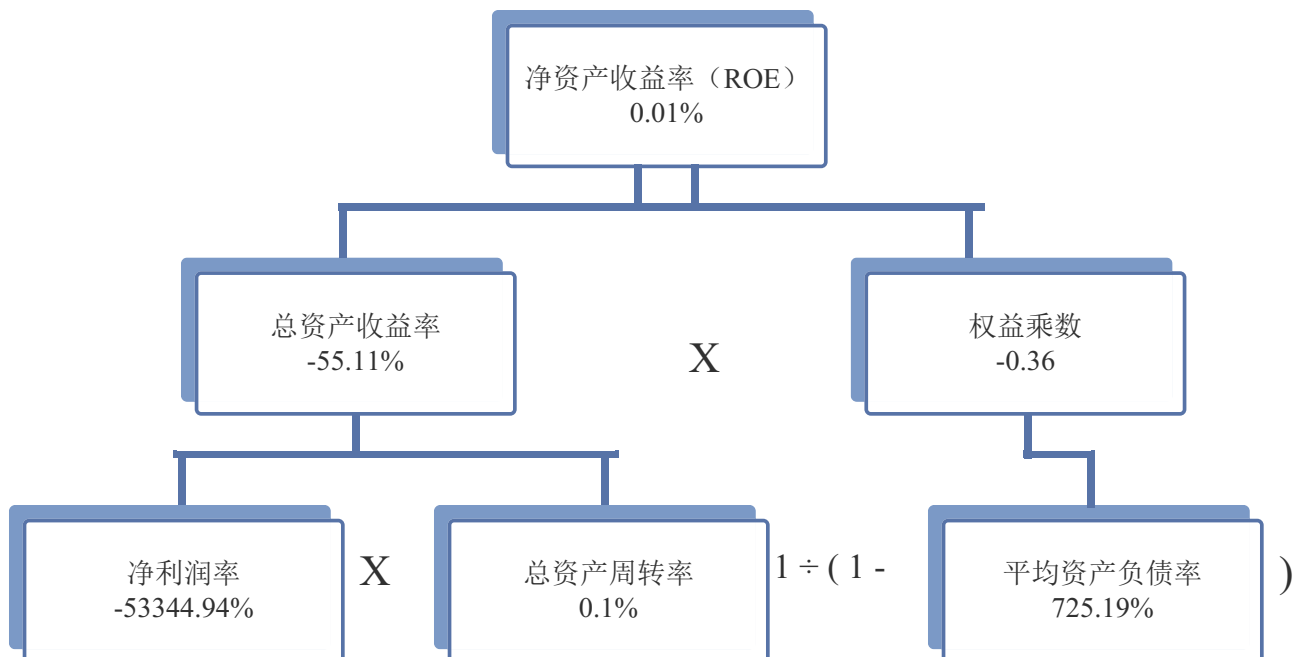 净资产收益率（ROE）
0.01%
总资产收益率
-55.11%
X
权益乘数
-0.36
净利润率
-53344.94%
X
总资产周转率
0.1%
1 ÷ ( 1 -
平均资产负债率
725.19%
)